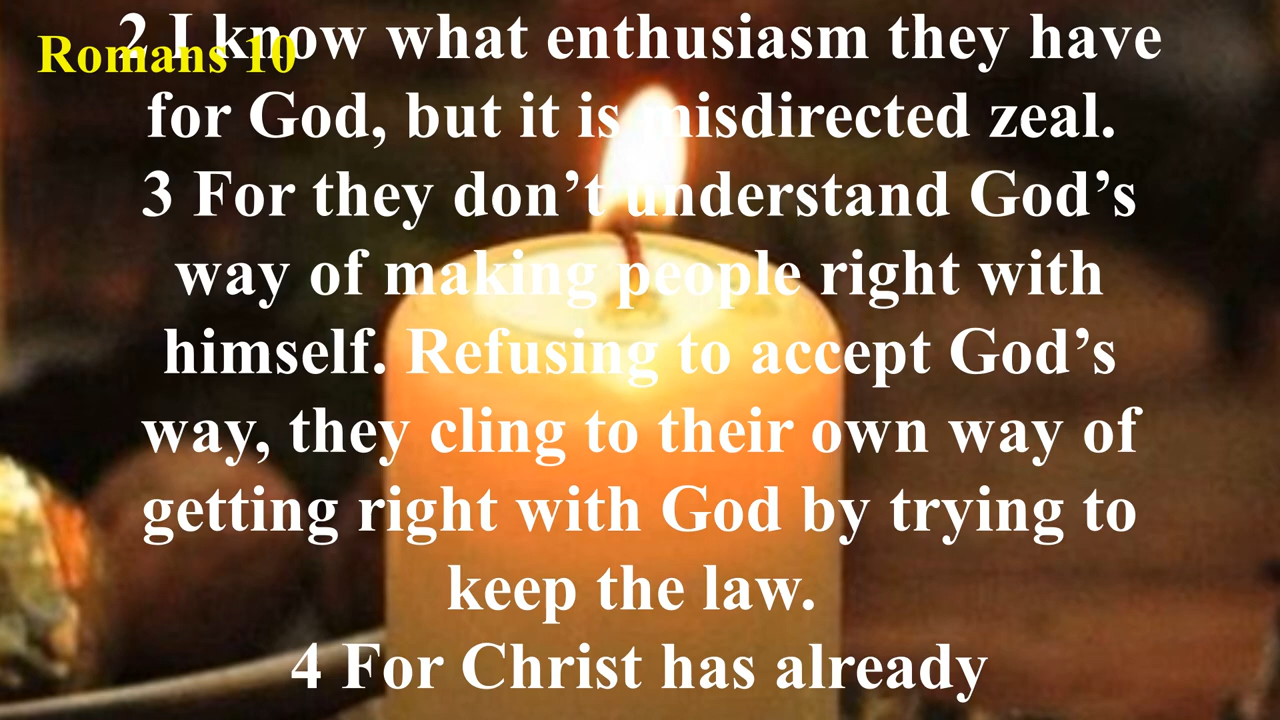 Romans 10
2 I know what enthusiasm they have
for God, but it is misdirected zeal.
3 For they don’t understand God’s
way of making people right with
himself. Refusing to accept God’s
way, they cling to their own way of
getting right with God by trying to
keep the law.
4 For Christ has already